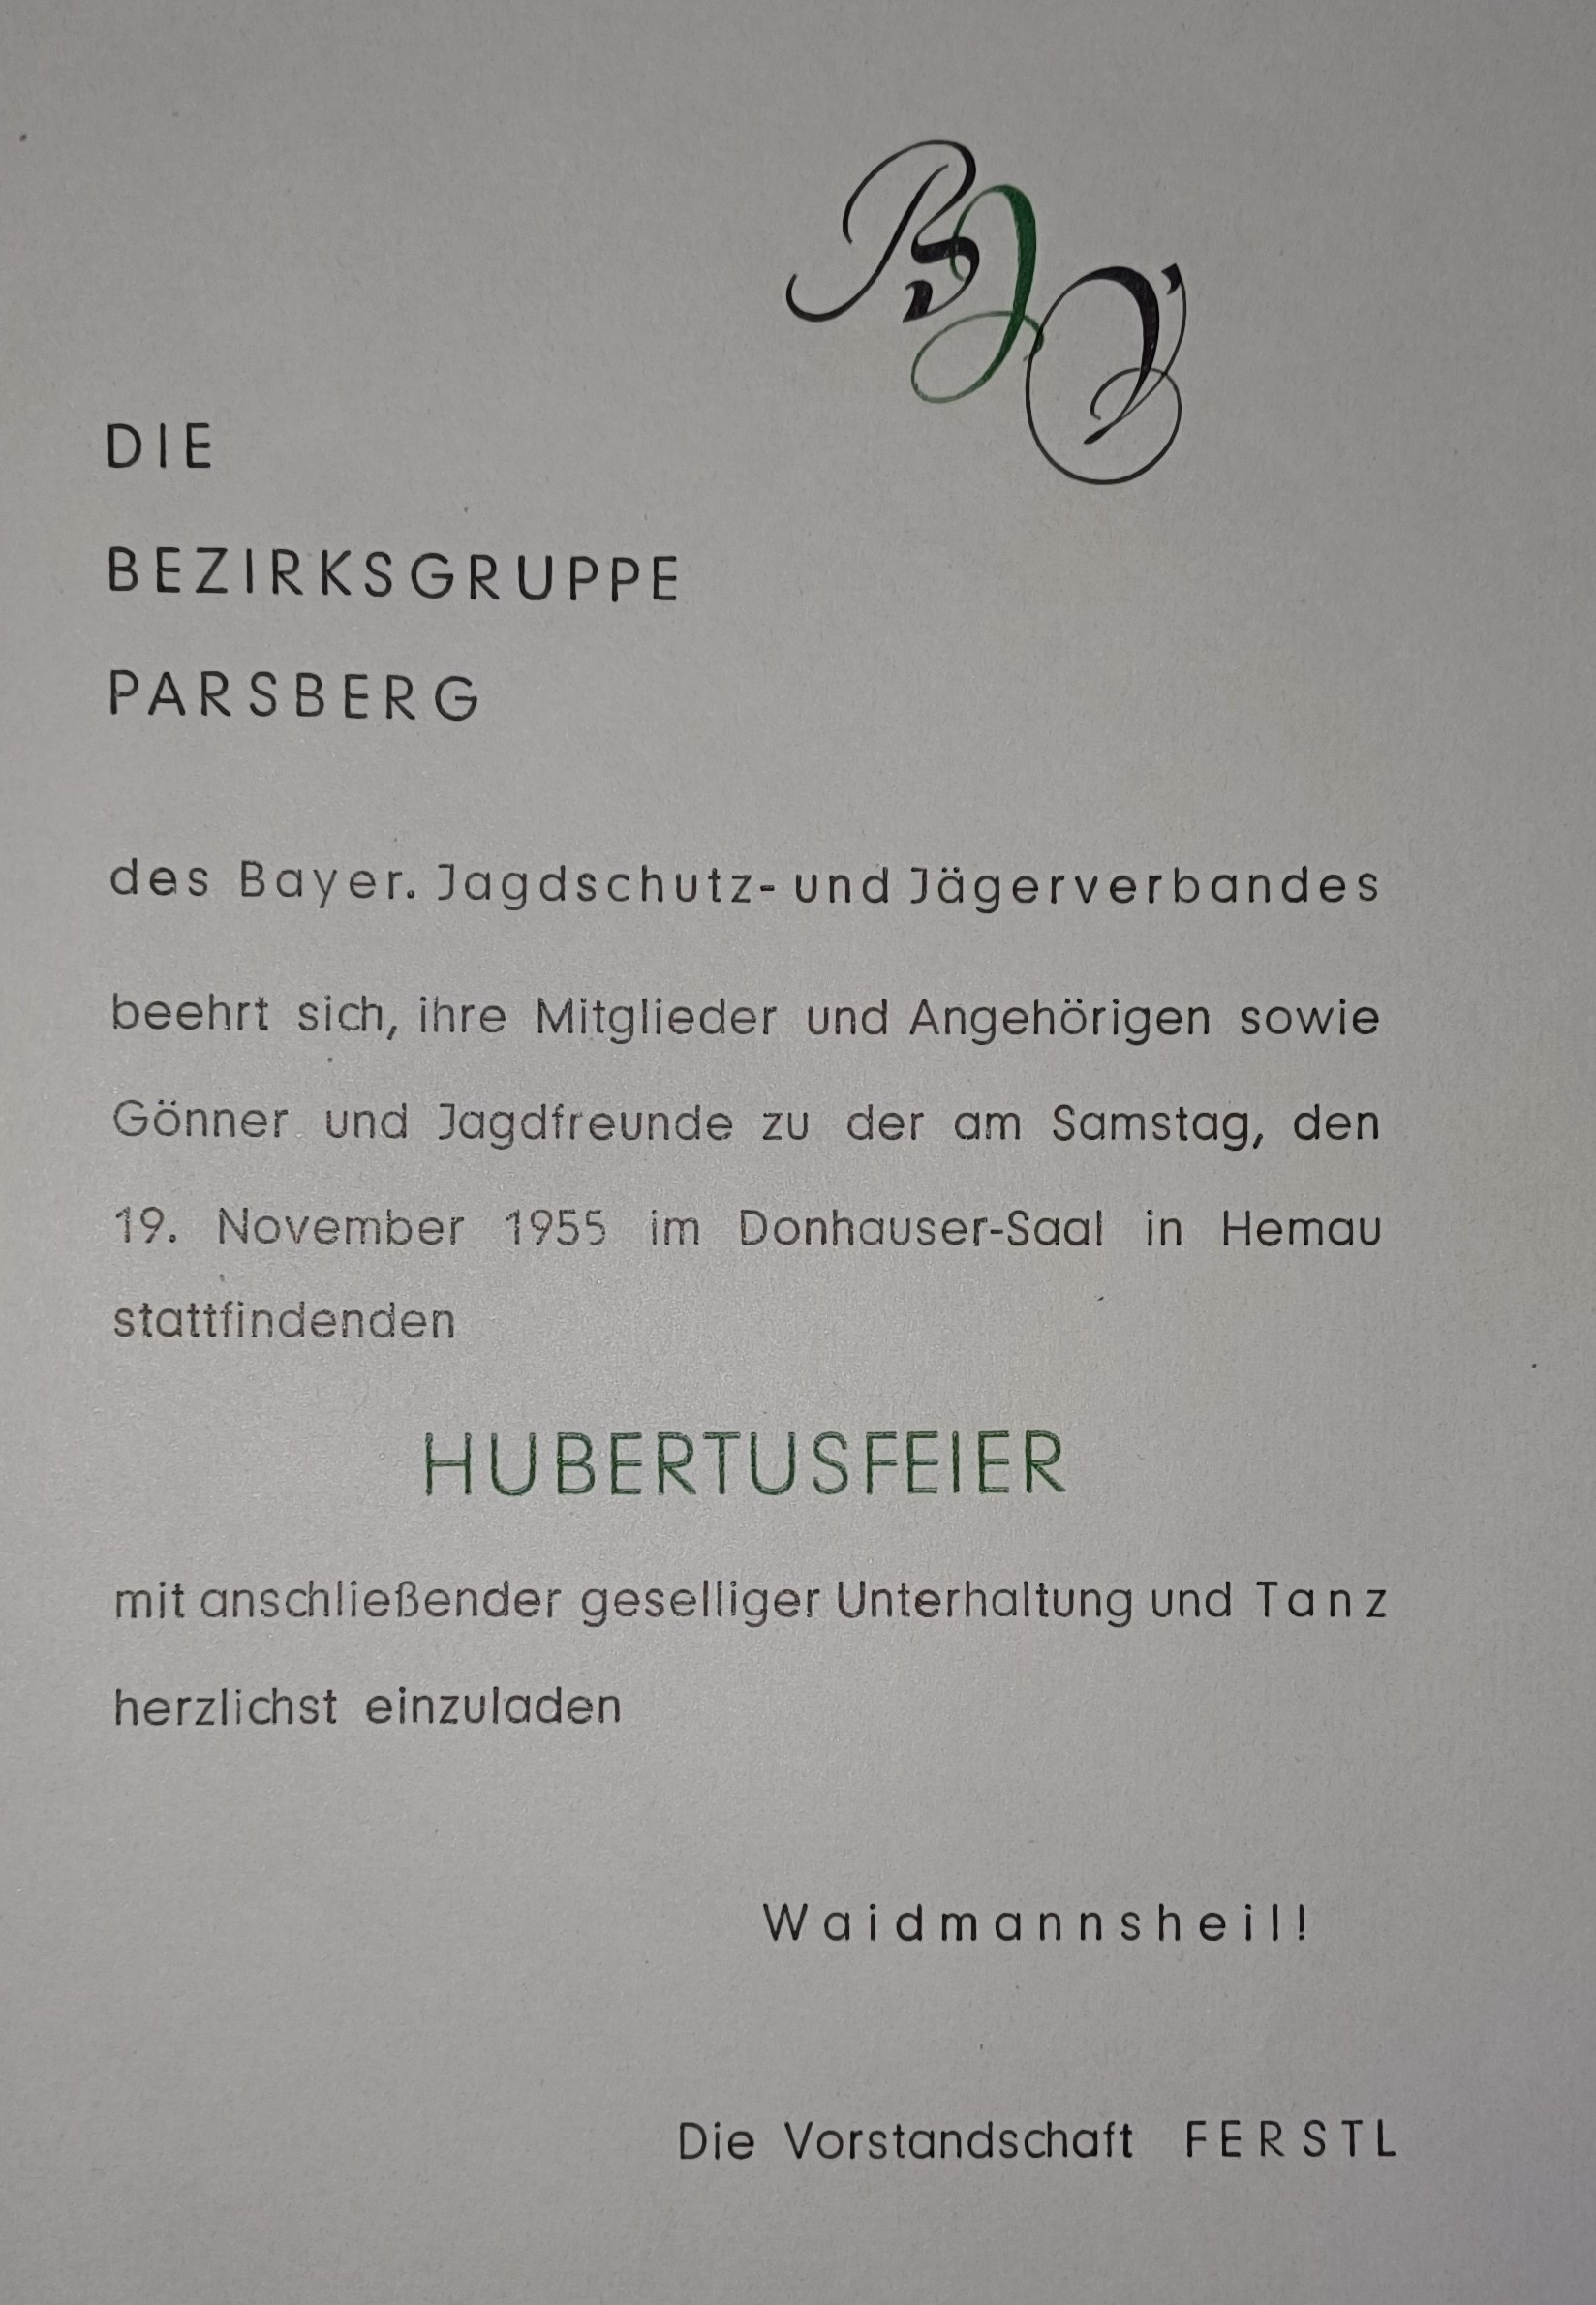 BJV
DIE
BEZIRKSGRUPPE
PARSBERG
des Bayer. Jagdschutz- und Jägerverbandes
beehrt sich, ihre Mitglieder und Angehörigen sowie
Gönner und Jagdfreunde zu der am Samstag, den
19. November 1955 im Donhauser-Saal in Hemau
stattfindenden
HUBERTUSFEIER
mit anschließender geselliger Unterhaltung und Tanz
herzlichst einzuladen
Waidmannsheil!
Die Vorstandschaft FERSTL